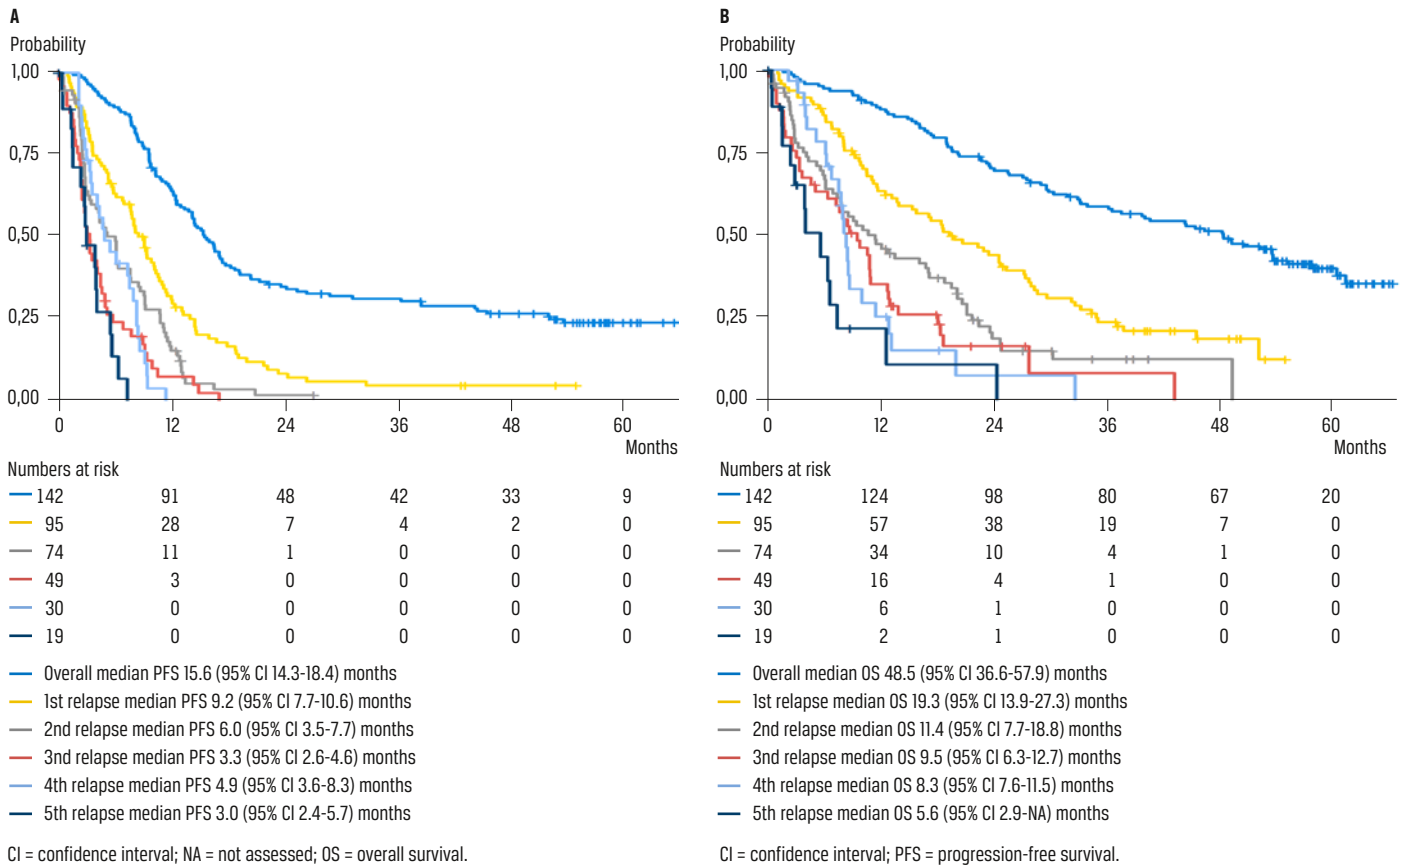 A
Probability
1,00
0,75
0,50
0,25
0,00
0 12 24 36 48 60
Months
Numbers at risk
142 91 48 42 33 9
95 28 7 4 2 0
74 11 1 0 0 0
49 3 0 0 0 0
30 0 0 0 0 0
19 0 0 0 0 0
Overall median PFS 15.6 (95% CI 14.3-18.4) months
1st relapse median PFS 9.2 (95% CI 7.7-10.6) months
2nd relapse median PFS 6.0 (95% CI 3.5-7.7) months
3nd relapse median PFS 3.3 (95% CI 2.6-4.6) months
4th relapse median PFS 4.9 (95% CI 3.6-8.3) months
5th relapse median PFS 3.0 (95% CI 2.4-5.7) months
CI = confidence interval; NA = not assessed; OS = overall survival.
B
Probability
1,00
0,75
0,50
0,25
0,00
0 12 24 36 48 60
Months
Numbers at risk
142 124 98 80 67 20
95 57 38 19 7 0
74 34 10 4 1 0
49 16 4 1 0 0
30 6 1 0 0 0
19 2 1 0 0 0
Overall median OS 48.5 (95% CI 36.6-57.9) months
1st relapse median OS 19.3 (95% CI 13.9-27.3) months
2nd relapse median OS 11.4 (95% CI 7.7-18.8) months
3nd relapse median OS 9.5 (95% CI 6.3-12.7) months
4th relapse median OS 8.3 (95% CI 7.6-11.5) months
5th relapse median OS 5.6 (95% CI 2.9-NA) months
CI = confidence interval; PFS = progression-free survival.